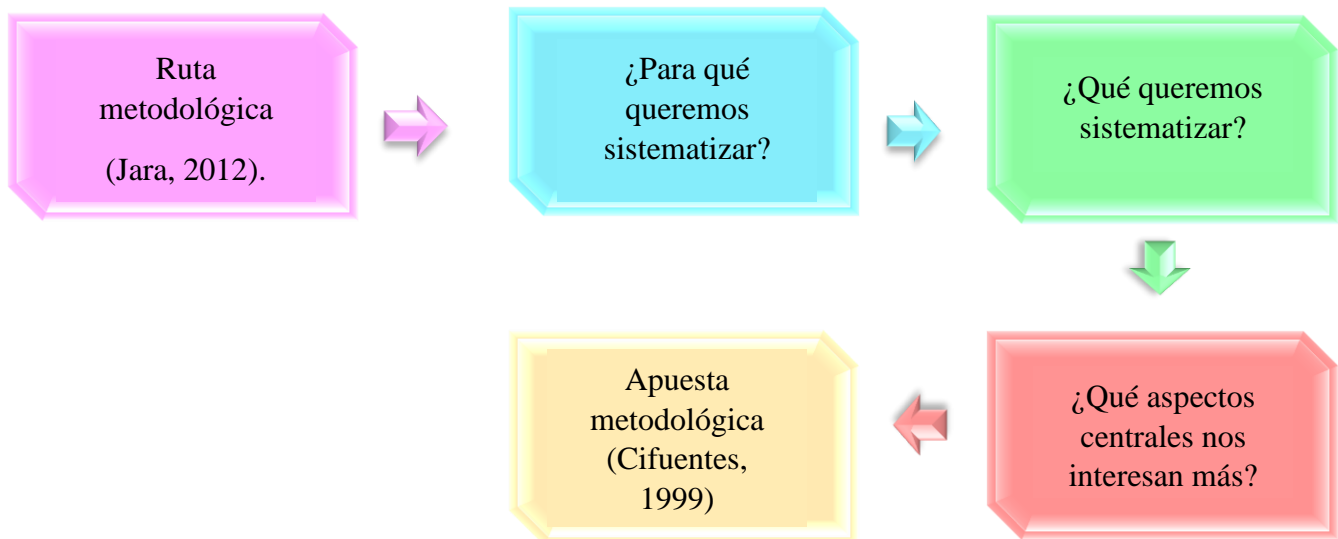 Ruta
metodológica
(Jara, 2012).
¿Para qué
queremos
sistematizar?
¿Qué queremos
sistematizar?
¿Qué aspectos
centrales nos
interesan más?
Apuesta
metodológica
(Cifuentes,
1999)